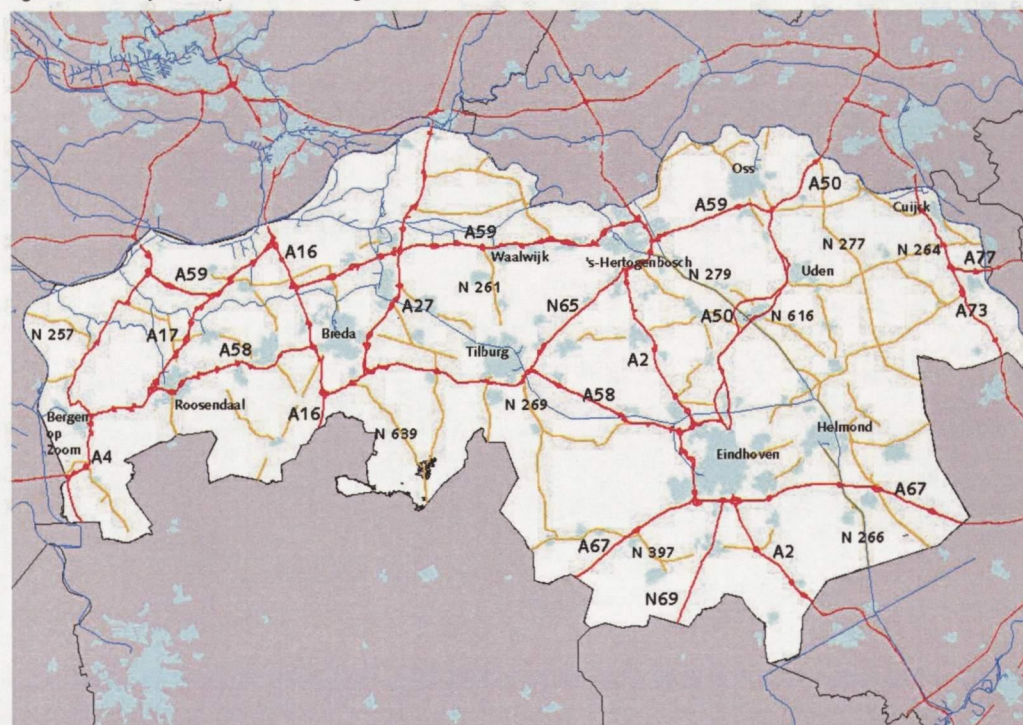 Oss
A50
Cuijck
A59
A59
Waalwijk
's-Hertogenbosch
N 277
N 264
A77
A16
A59
N 279
Uden
N 261
A73
A27
N65
A50
N 616
N 257
A17
Breda
A58
Tilburg
A2
Roosendaal
A16
N 269
A58
Bergen
op
Zoom
N 639
Helmond
Eindhoven
A4
A67
N 266
A67
N 397
A2
N69